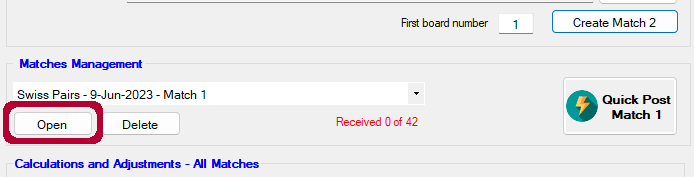 First board number 1 Create Match 2
Matches Management
Swiss Pairs - 9-Jun-2023 - Match 1
Quick Post
Match 1
Open Delete Received 0 of 42
Calculations and Adjustments - All Matches